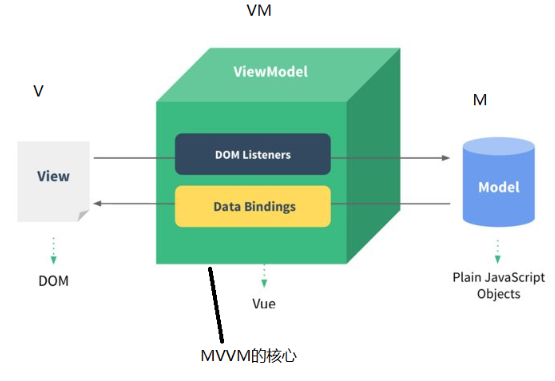 VM
V
ViewModel
M
DOM Listeners
View
Model
Data Bindings
DOM
Vue
Plain JavaScript
Objects
MVVM的核心